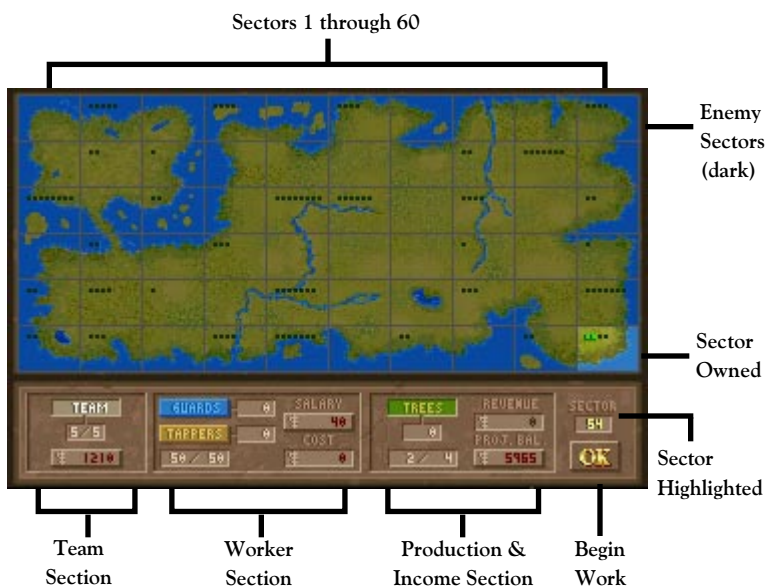 Sectors 1 through 60
Enemy
Sectors
(dark)
Sector
Owned
TEAM
5/5
1210
GUARDS
0
SALARY
40
TAPPERS
0
COST
50 / 50
0
TREES
REVENUE
0
0
PROJ. BAL
2 / 4
5965
SECTOR
54
OK
Sector
Highlighted
Team
Section
Worker
Section
Production &
Income Section
Begin
Work